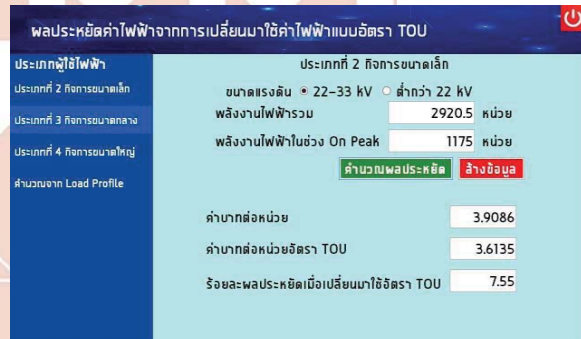 ผลประหยัดค่าไฟฟ้าจากการเปลี่ยนมาใช้ค่าไฟฟ้าแบบอัตรา TOU
ประเภทผู้ใช้ไฟฟ้า
ประเภทที่ 2 กิจการขนาดเล็ก
ประเภทที่ 3 กิจการขนาดกลาง
ประเภทที่ 4 กิจการขนาดใหญ่
คำนวณจาก Load Profile
ประเภทที่ 2 กิจการขนาดเล็ก
ขนาดแรงดัน 22-33 kV ต่ำกว่า 22 kV
พลังงานไฟฟ้ารวม 2920.5 หน่วย
พลังงานไฟฟ้าในช่วง On Peak 1175 หน่วย
คำนวณผลประหยัด ล้างข้อมูล
ค่าบาทต่อหน่วย 3.9086
ค่าบาทต่อหน่วยอัตรา TOU 3.6135
ร้อยละผลประหยัดเมื่อเปลี่ยนมาใช้อัตรา TOU 7.55